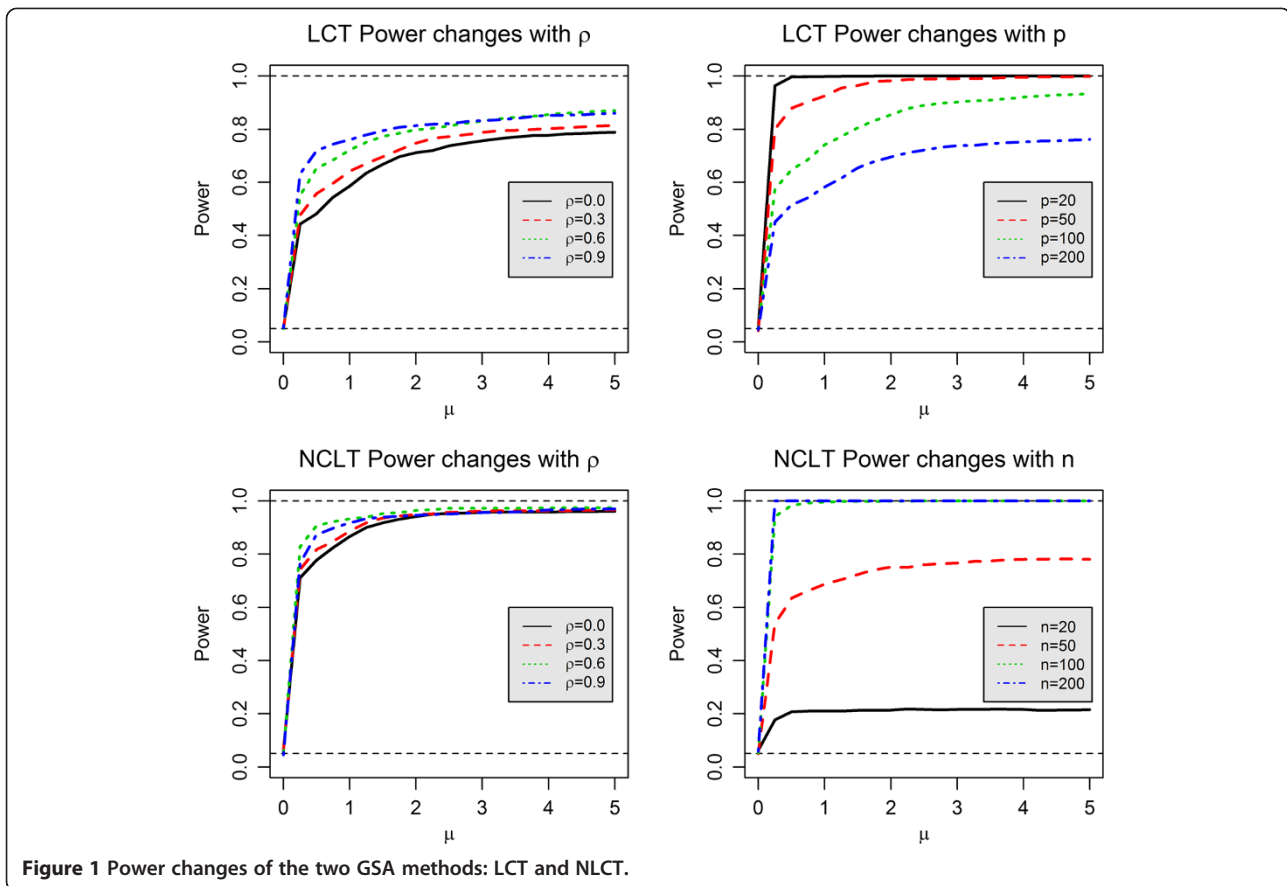 LCT Power changes with ρ
Power
1.0
0.8
0.6
0.4
0.2
0.0
ρ=0.0
ρ=0.3
ρ=0.6
ρ=0.9
0 1 2 3 4 5
μ
LCT Power changes with p
Power
1.0
0.8
0.6
0.4
0.2
0.0
p=20
p=50
p=100
p=200
0 1 2 3 4 5
μ
NCLT Power changes with ρ
Power
1.0
0.8
0.6
0.4
0.2
0.0
ρ=0.0
ρ=0.3
ρ=0.6
ρ=0.9
0 1 2 3 4 5
μ
NCLT Power changes with n
Power
1.0
0.8
0.6
0.4
0.2
0.0
n=20
n=50
n=100
n=200
0 1 2 3 4 5
μ
Figure 1 Power changes of the two GSA methods: LCT and NLCT.